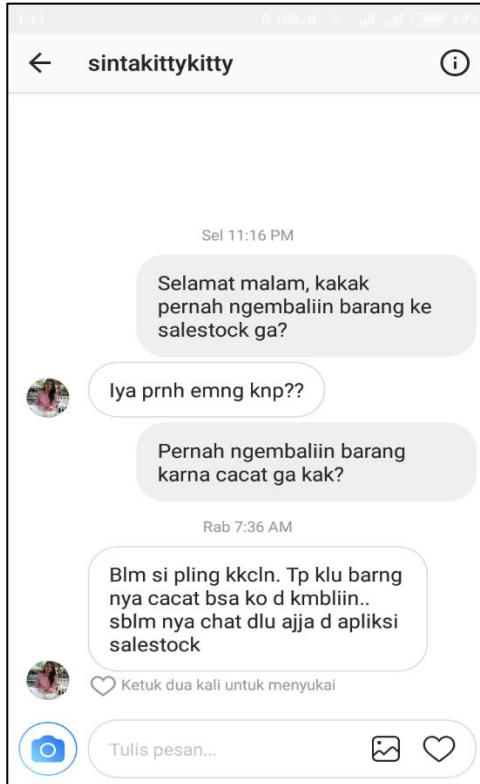 1:11 0,10K/d 69%
sintakittykitty
Sel 11:16 PM
Selamat malam, kakak
pernah ngembaliin barang ke
salestock ga?
Iya prnh emng knp??
Pernah ngembaliin barang
karna cacat ga kak?
Rab 7:36 AM
Blm si pling kkcln. Tp klu barng
nya cacat bsa ko d kmbliin..
sblm nya chat dlu ajja d apliksi
salestock
Ketuk dua kali untuk menyukai
Tulis pesan...